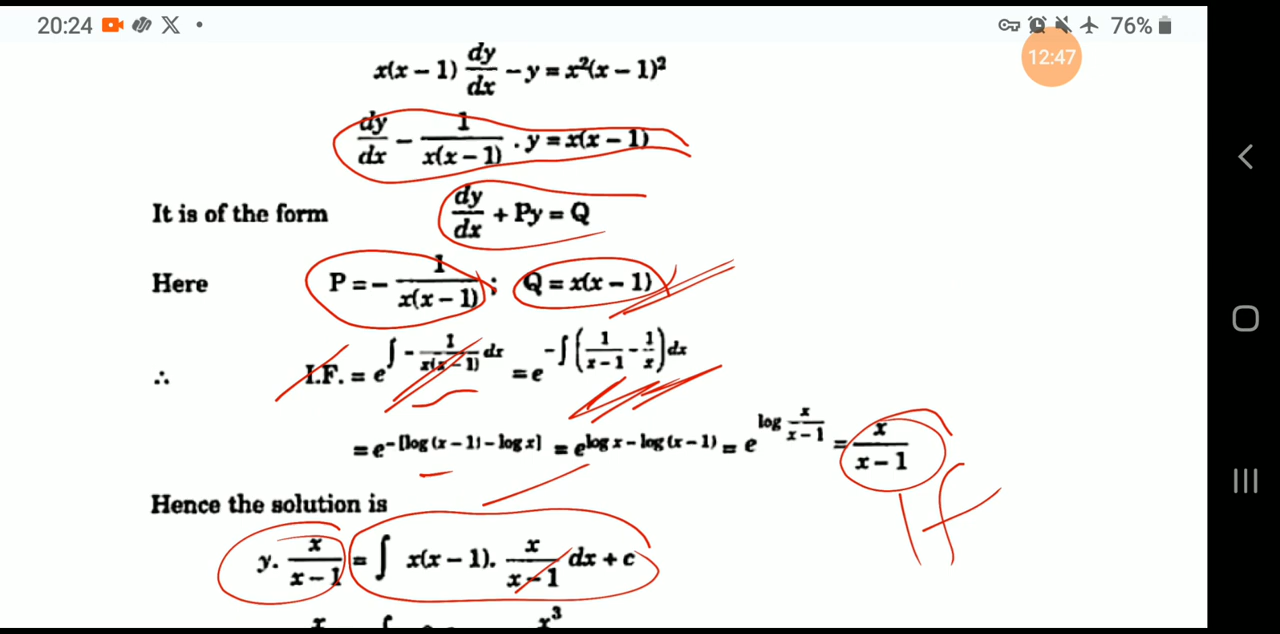 20:24 X • 76%
12:47
x(x – 1) dy/dx – y = x²(x – 1)²
dy/dx – 1/x(x – 1) . y = x(x – 1)
It is of the form dy/dx + Py = Q
Here P = – 1/x(x – 1) ; Q = x(x – 1)
∴ I.F. = e^∫ – 1/x(x – 1) dx = e^–∫(1/x – 1 – 1/x)dx
= e^–[log (x – 1) – log x] = e^log x – log (x – 1) = e^log x/x – 1 = x/x – 1
IF
Hence the solution is
y. x/x – 1 = ∫ x(x – 1). x/x – 1 dx + c
x ∫ x³